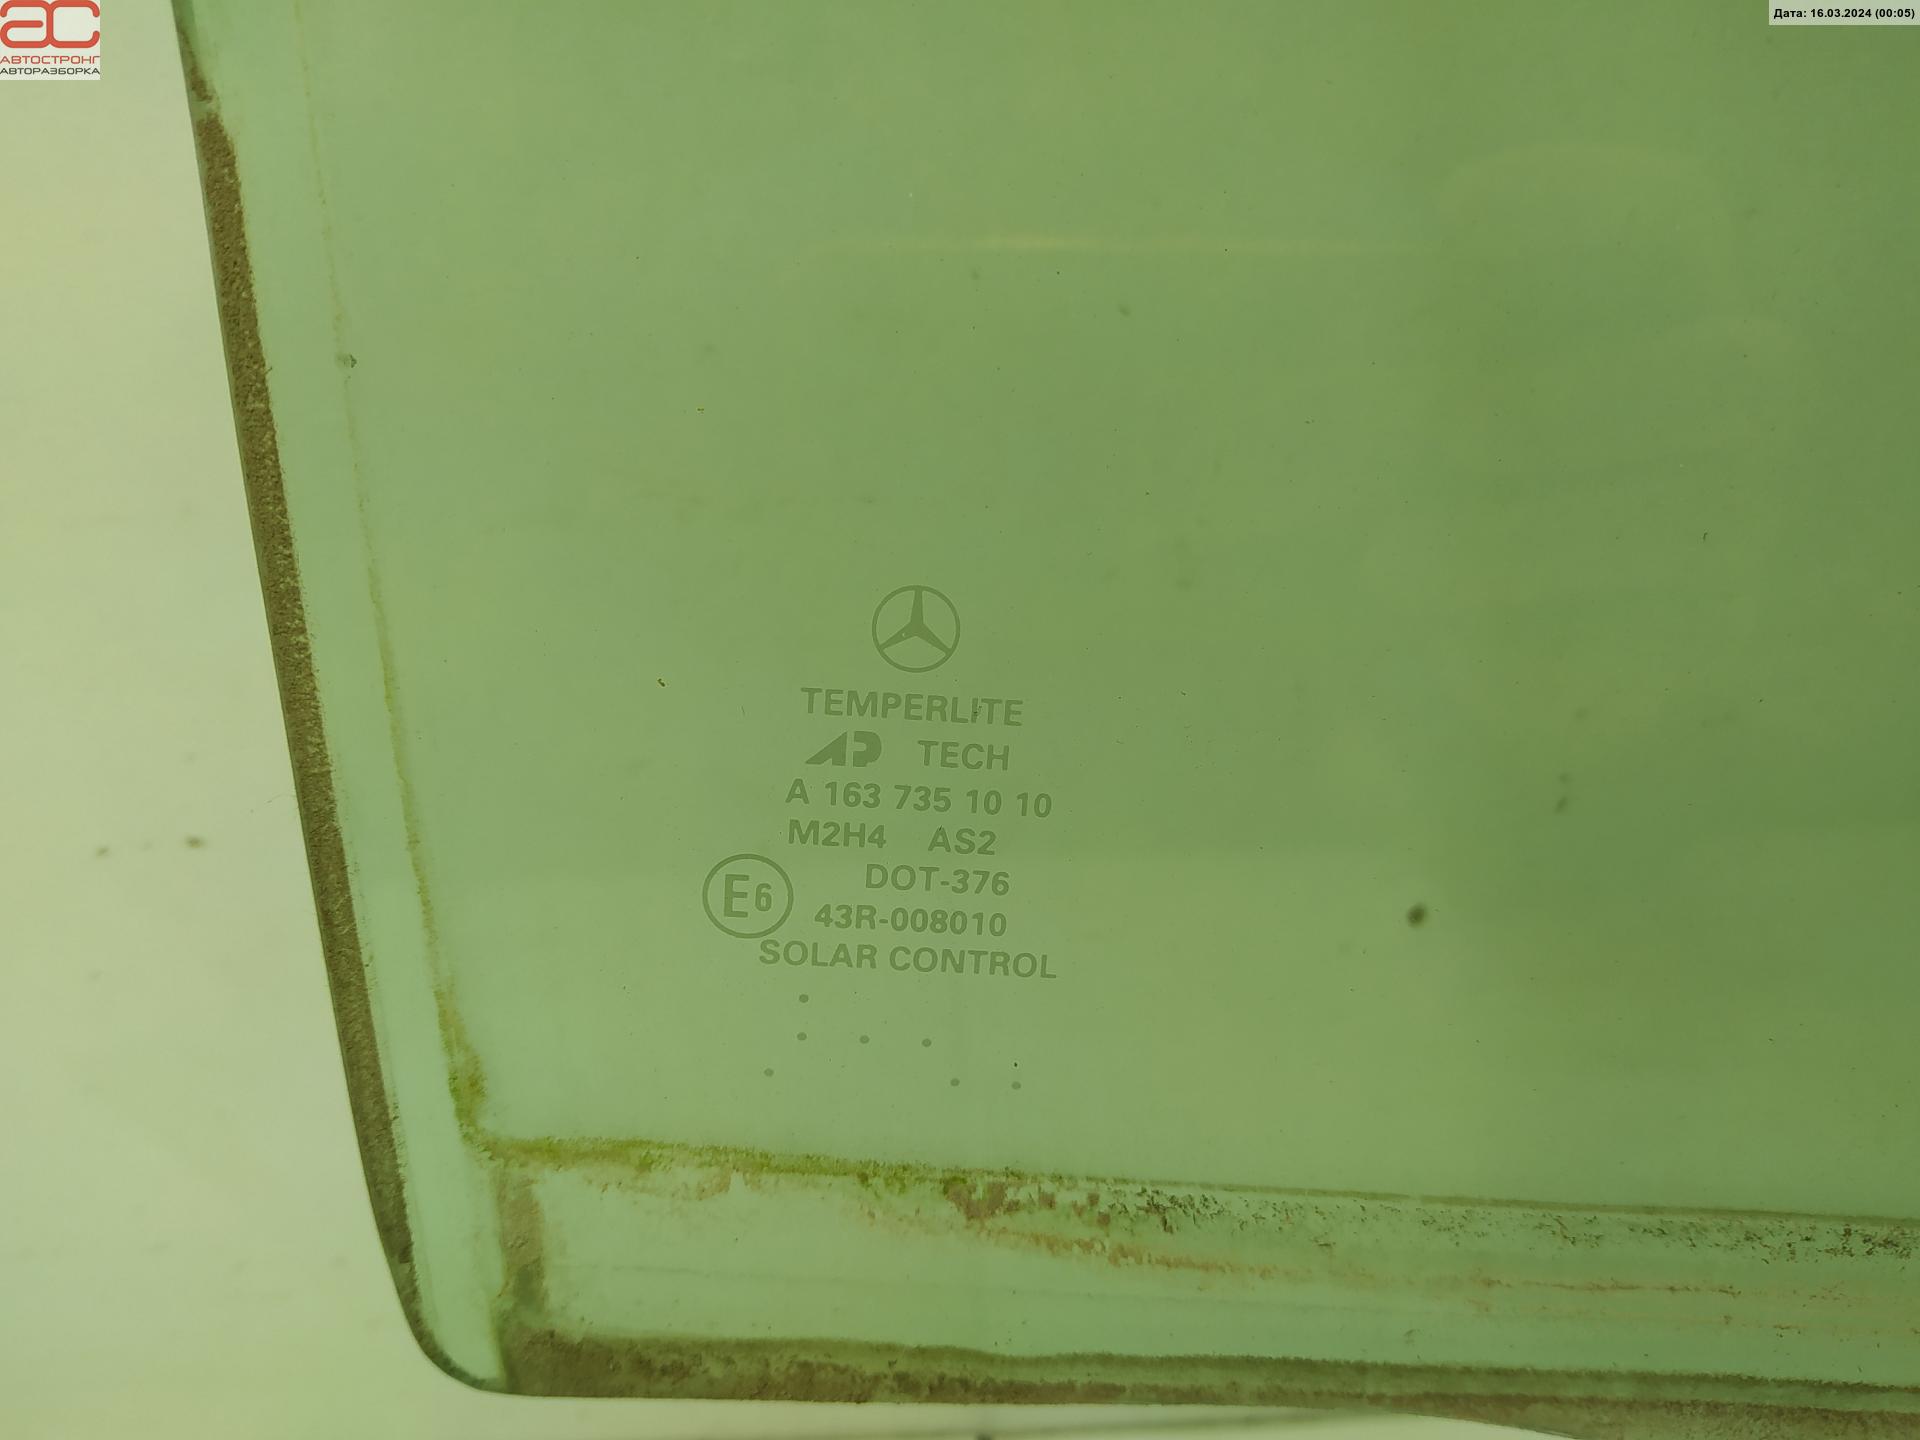 АВТОСТРОНГ
АВТОРАЗБОРКА
Дата: 16.03.2024 (00:05)
TEMPERLITE
AP TECH
A 163 735 10 10
M2H4 AS2
DOT-376
E6 43R-008010
SOLAR CONTROL